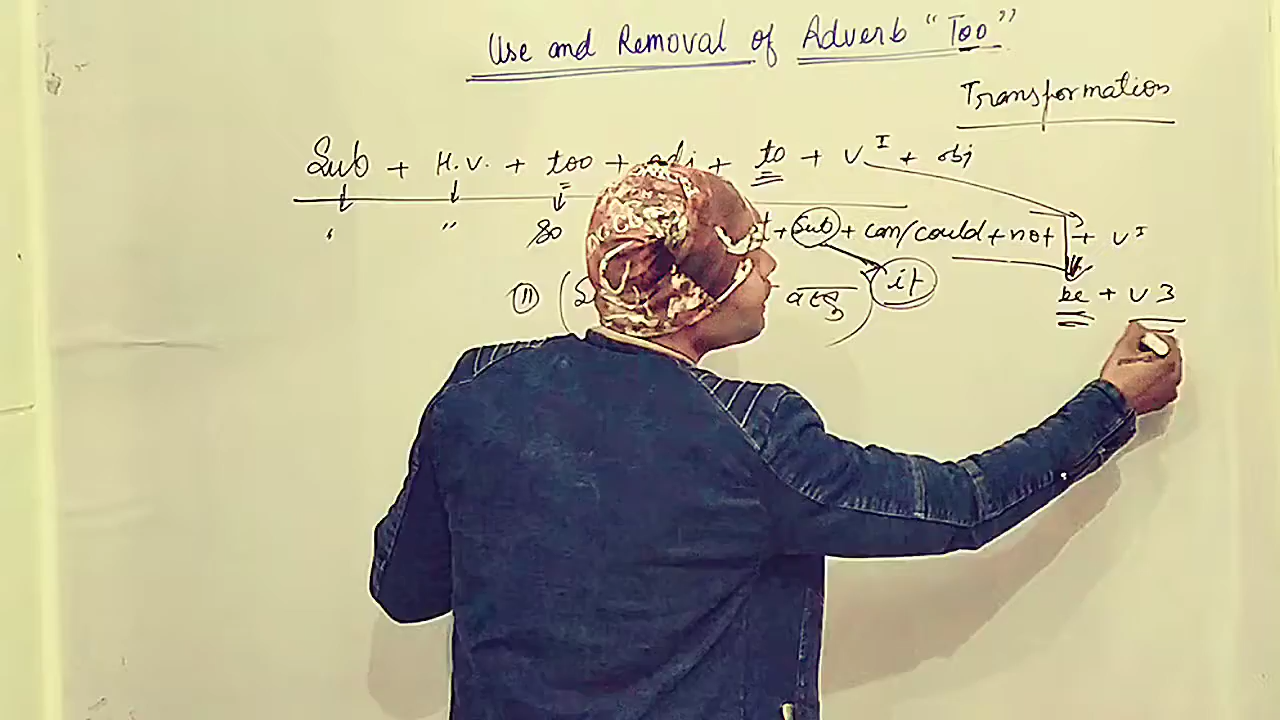 Use and Removal of Adverb "Too"
Transformation
Sub + H.V. + too + adj + to + V I + obj
" " so t + Sub + can/could + not + V I
it
II
be + V 3